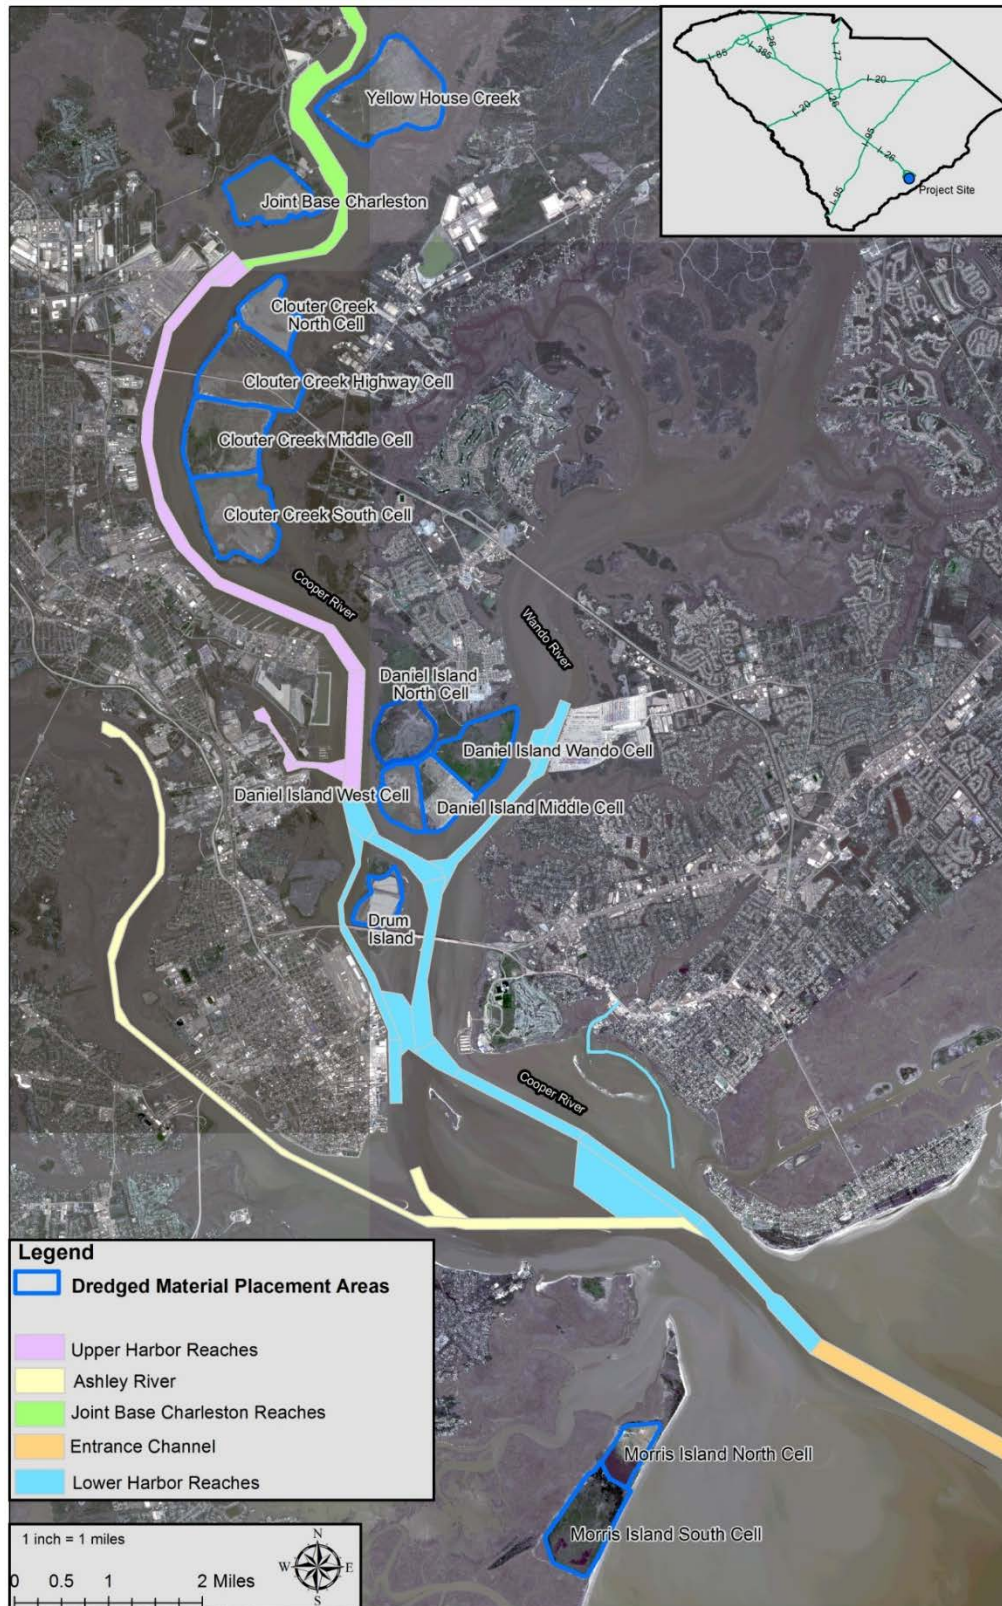 I- 85
I- 26
I- 385
I- 77
I- 20
I- 20
I-26
I-95
I- 26
I- 95
Project Site
Yellow House Creek
Joint Base Charleston
Clouter Creek
North Cell
Clouter Creek Highway Cell
Clouter Creek Middle Cell
Clouter Creek South Cell
Cooper River
Wando River
Daniel Island
North Cell
Daniel Island Wando Cell
Daniel Island West Cell
Daniel Island Middle Cell
Drum
Island
Cooper River
Legend
Dredged Material Placement Areas
Upper Harbor Reaches
Ashley River
Joint Base Charleston Reaches
Entrance Channel
Lower Harbor Reaches
Morris Island North Cell
Morris Island South Cell
1 inch = 1 miles
N
W E
S
0 0.5 1 2 Miles